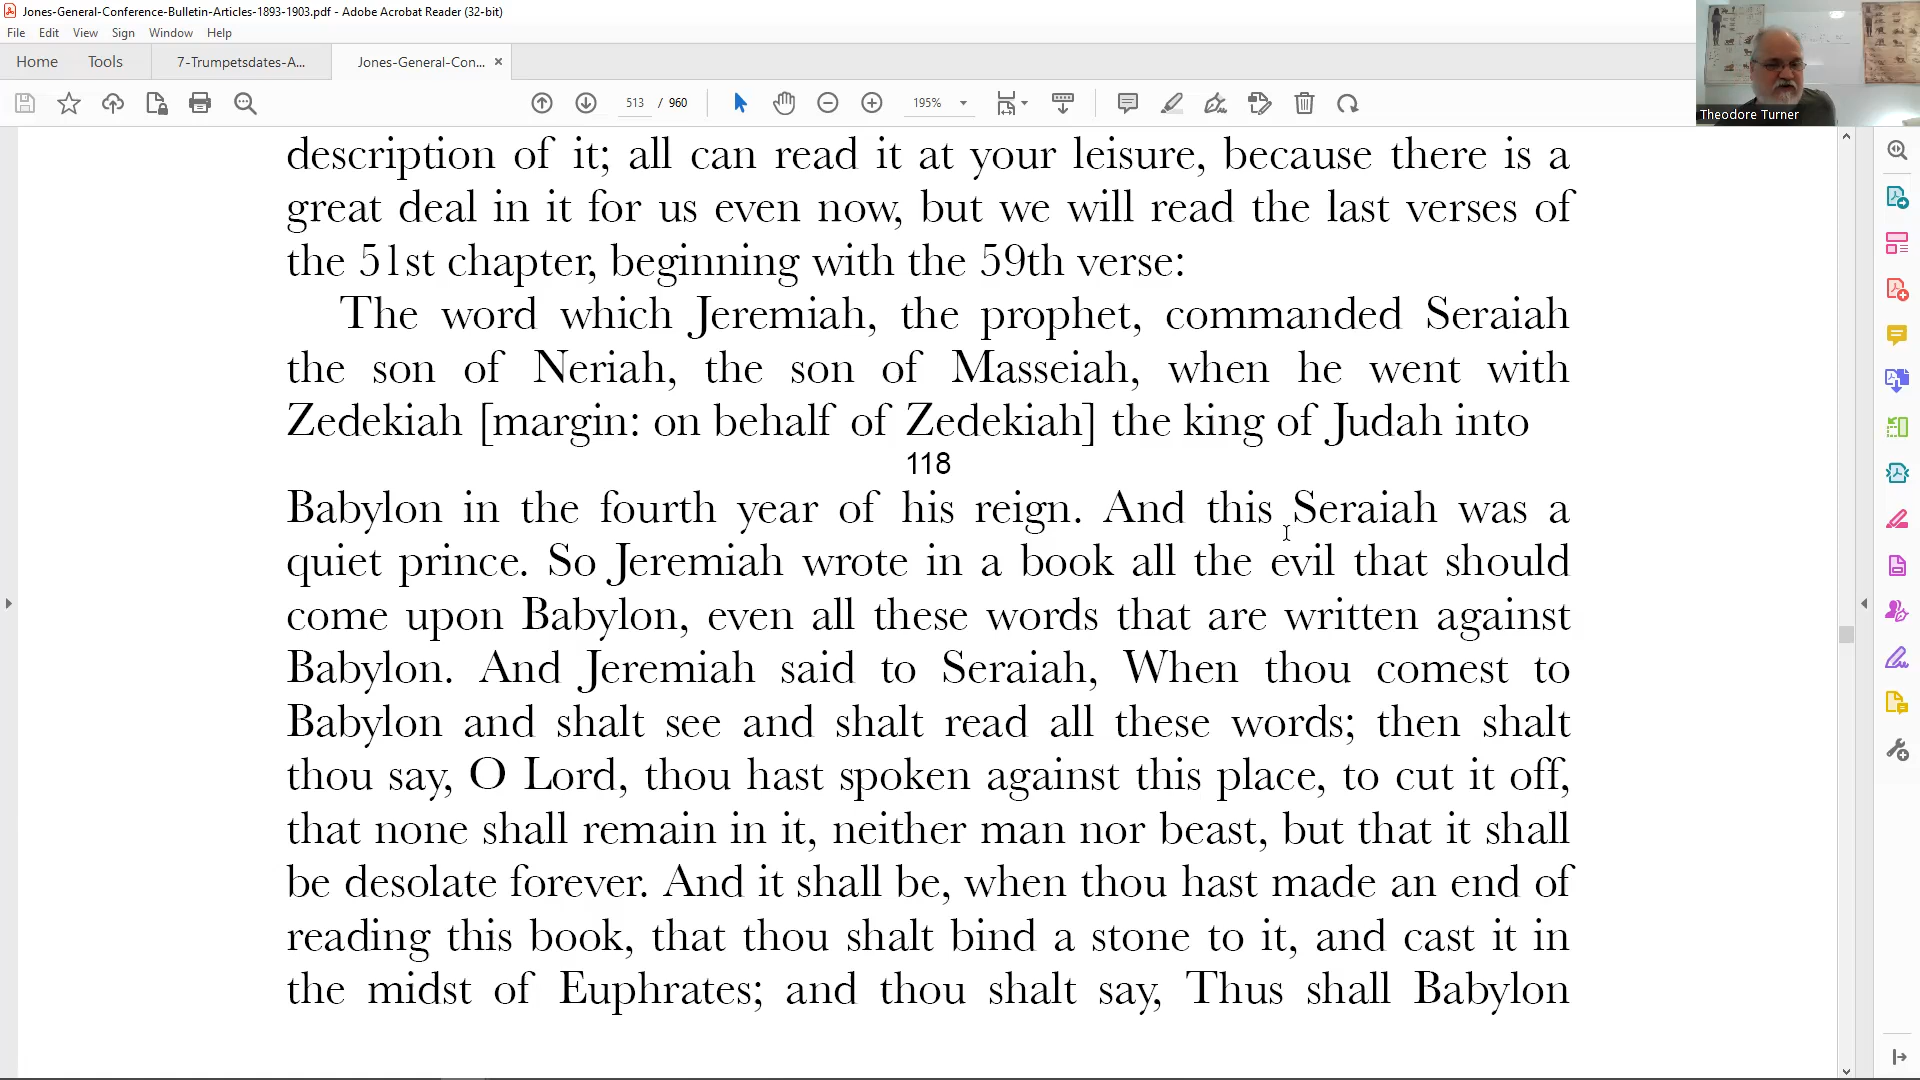 Jones-General-Conference-Bulletin-Articles-1893-1903.pdf - Adobe Acrobat Reader (32-bit)
File Edit View Sign Window Help
Home Tools 7-Trumpetsdates-A... Jones-General-Con... ×
513 / 960 195%
Theodore Turner
description of it; all can read it at your leisure, because there is a
great deal in it for us even now, but we will read the last verses of
the 51st chapter, beginning with the 59th verse:
The word which Jeremiah, the prophet, commanded Seraiah
the son of Neriah, the son of Masseiah, when he went with
Zedekiah [margin: on behalf of Zedekiah] the king of Judah into
118
Babylon in the fourth year of his reign. And this Seraiah was a
quiet prince. So Jeremiah wrote in a book all the evil that should
come upon Babylon, even all these words that are written against
Babylon. And Jeremiah said to Seraiah, When thou comest to
Babylon and shalt see and shalt read all these words; then shalt
thou say, O Lord, thou hast spoken against this place, to cut it off,
that none shall remain in it, neither man nor beast, but that it shall
be desolate forever. And it shall be, when thou hast made an end of
reading this book, that thou shalt bind a stone to it, and cast it in
the midst of Euphrates; and thou shalt say, Thus shall Babylon